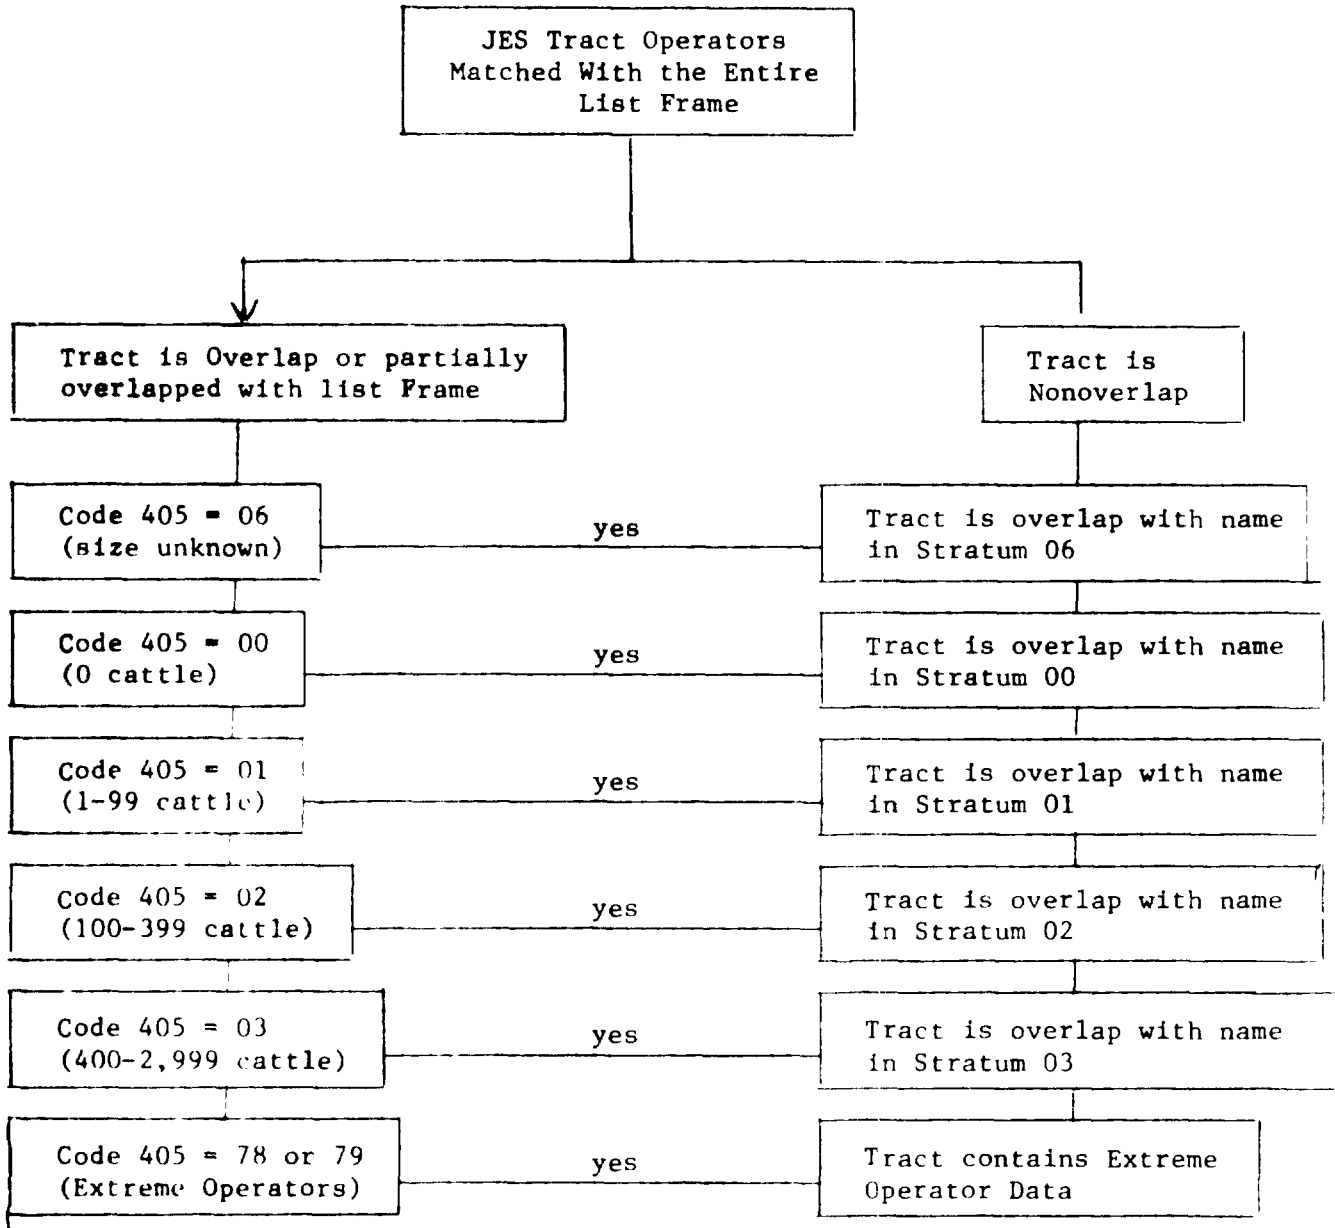 JES Tract Operators
Matched With the Entire
List Frame
Tract is Overlap or partially
overlapped with list Frame
Tract is
Nonoverlap
Code 405 = 06
(size unknown)
yes
Tract is overlap with name
in Stratum 06
Code 405 = 00
(0 cattle)
yes
Tract is overlap with name
in Stratum 00
Code 405 = 01
(1-99 cattle)
yes
Tract is overlap with name
in Stratum 01
Code 405 = 02
(100-399 cattle)
yes
Tract is overlap with name
in Stratum 02
Code 405 = 03
(400-2,999 cattle)
yes
Tract is overlap with name
in Stratum 03
Code 405 = 78 or 79
(Extreme Operators)
yes
Tract contains Extreme
Operator Data